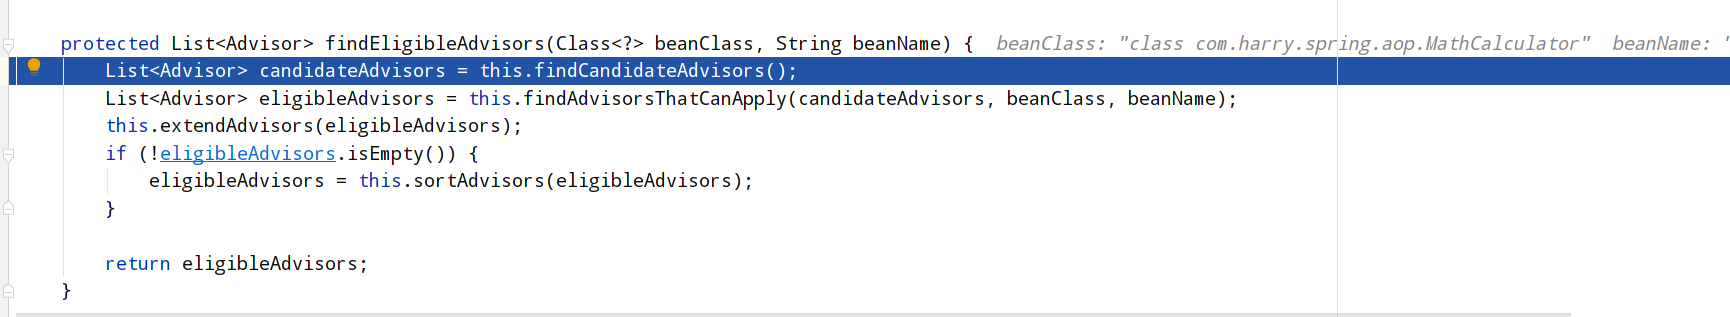 protected List<Advisor> findEligibleAdvisors(Class<?> beanClass, String beanName) {  beanClass: "class com.harry.spring.aop.MathCalculator"  beanName: "
List<Advisor> candidateAdvisors = this.findCandidateAdvisors();
List<Advisor> eligibleAdvisors = this.findAdvisorsThatCanApply(candidateAdvisors, beanClass, beanName);
this.extendAdvisors(eligibleAdvisors);
if (!eligibleAdvisors.isEmpty()) {
eligibleAdvisors = this.sortAdvisors(eligibleAdvisors);
}
return eligibleAdvisors;
}